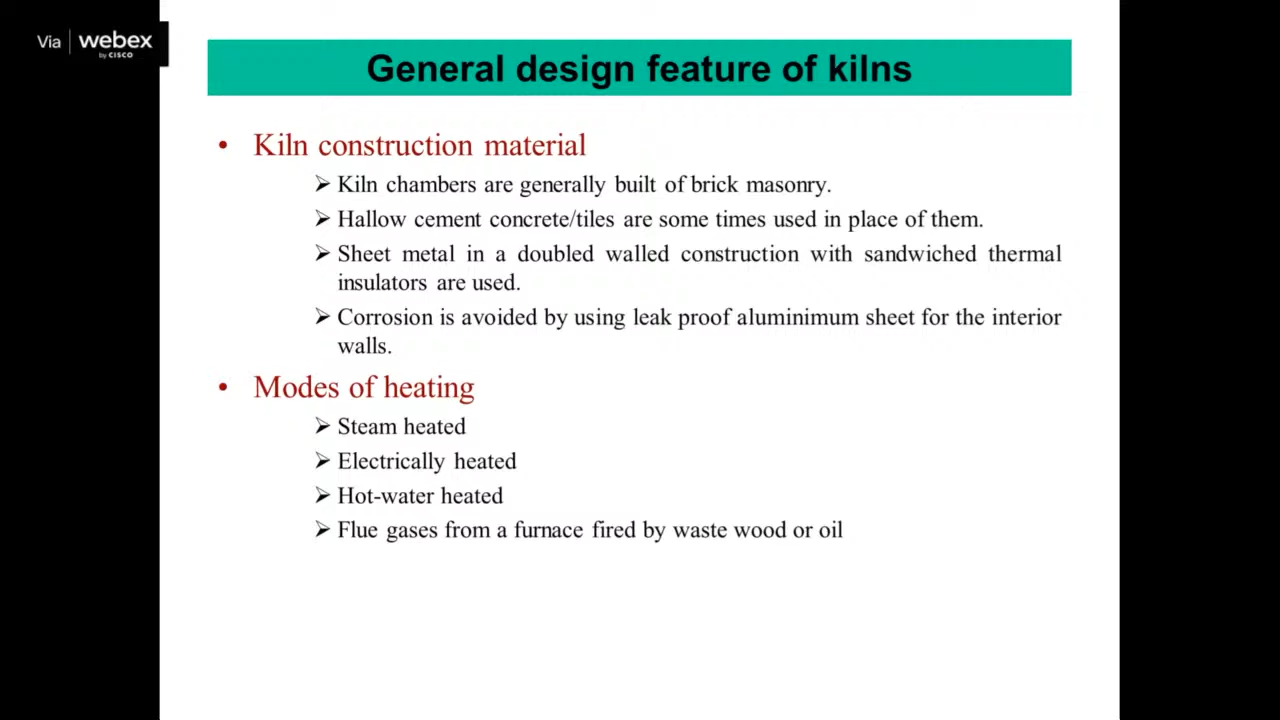 Via webex
by CISCO
General design feature of kilns
• Kiln construction material
➢ Kiln chambers are generally built of brick masonry.
➢ Hallow cement concrete/tiles are some times used in place of them.
➢ Sheet metal in a doubled walled construction with sandwiched thermal
insulators are used.
➢ Corrosion is avoided by using leak proof aluminimum sheet for the interior
walls.
• Modes of heating
➢ Steam heated
➢ Electrically heated
➢ Hot-water heated
➢ Flue gases from a furnace fired by waste wood or oil